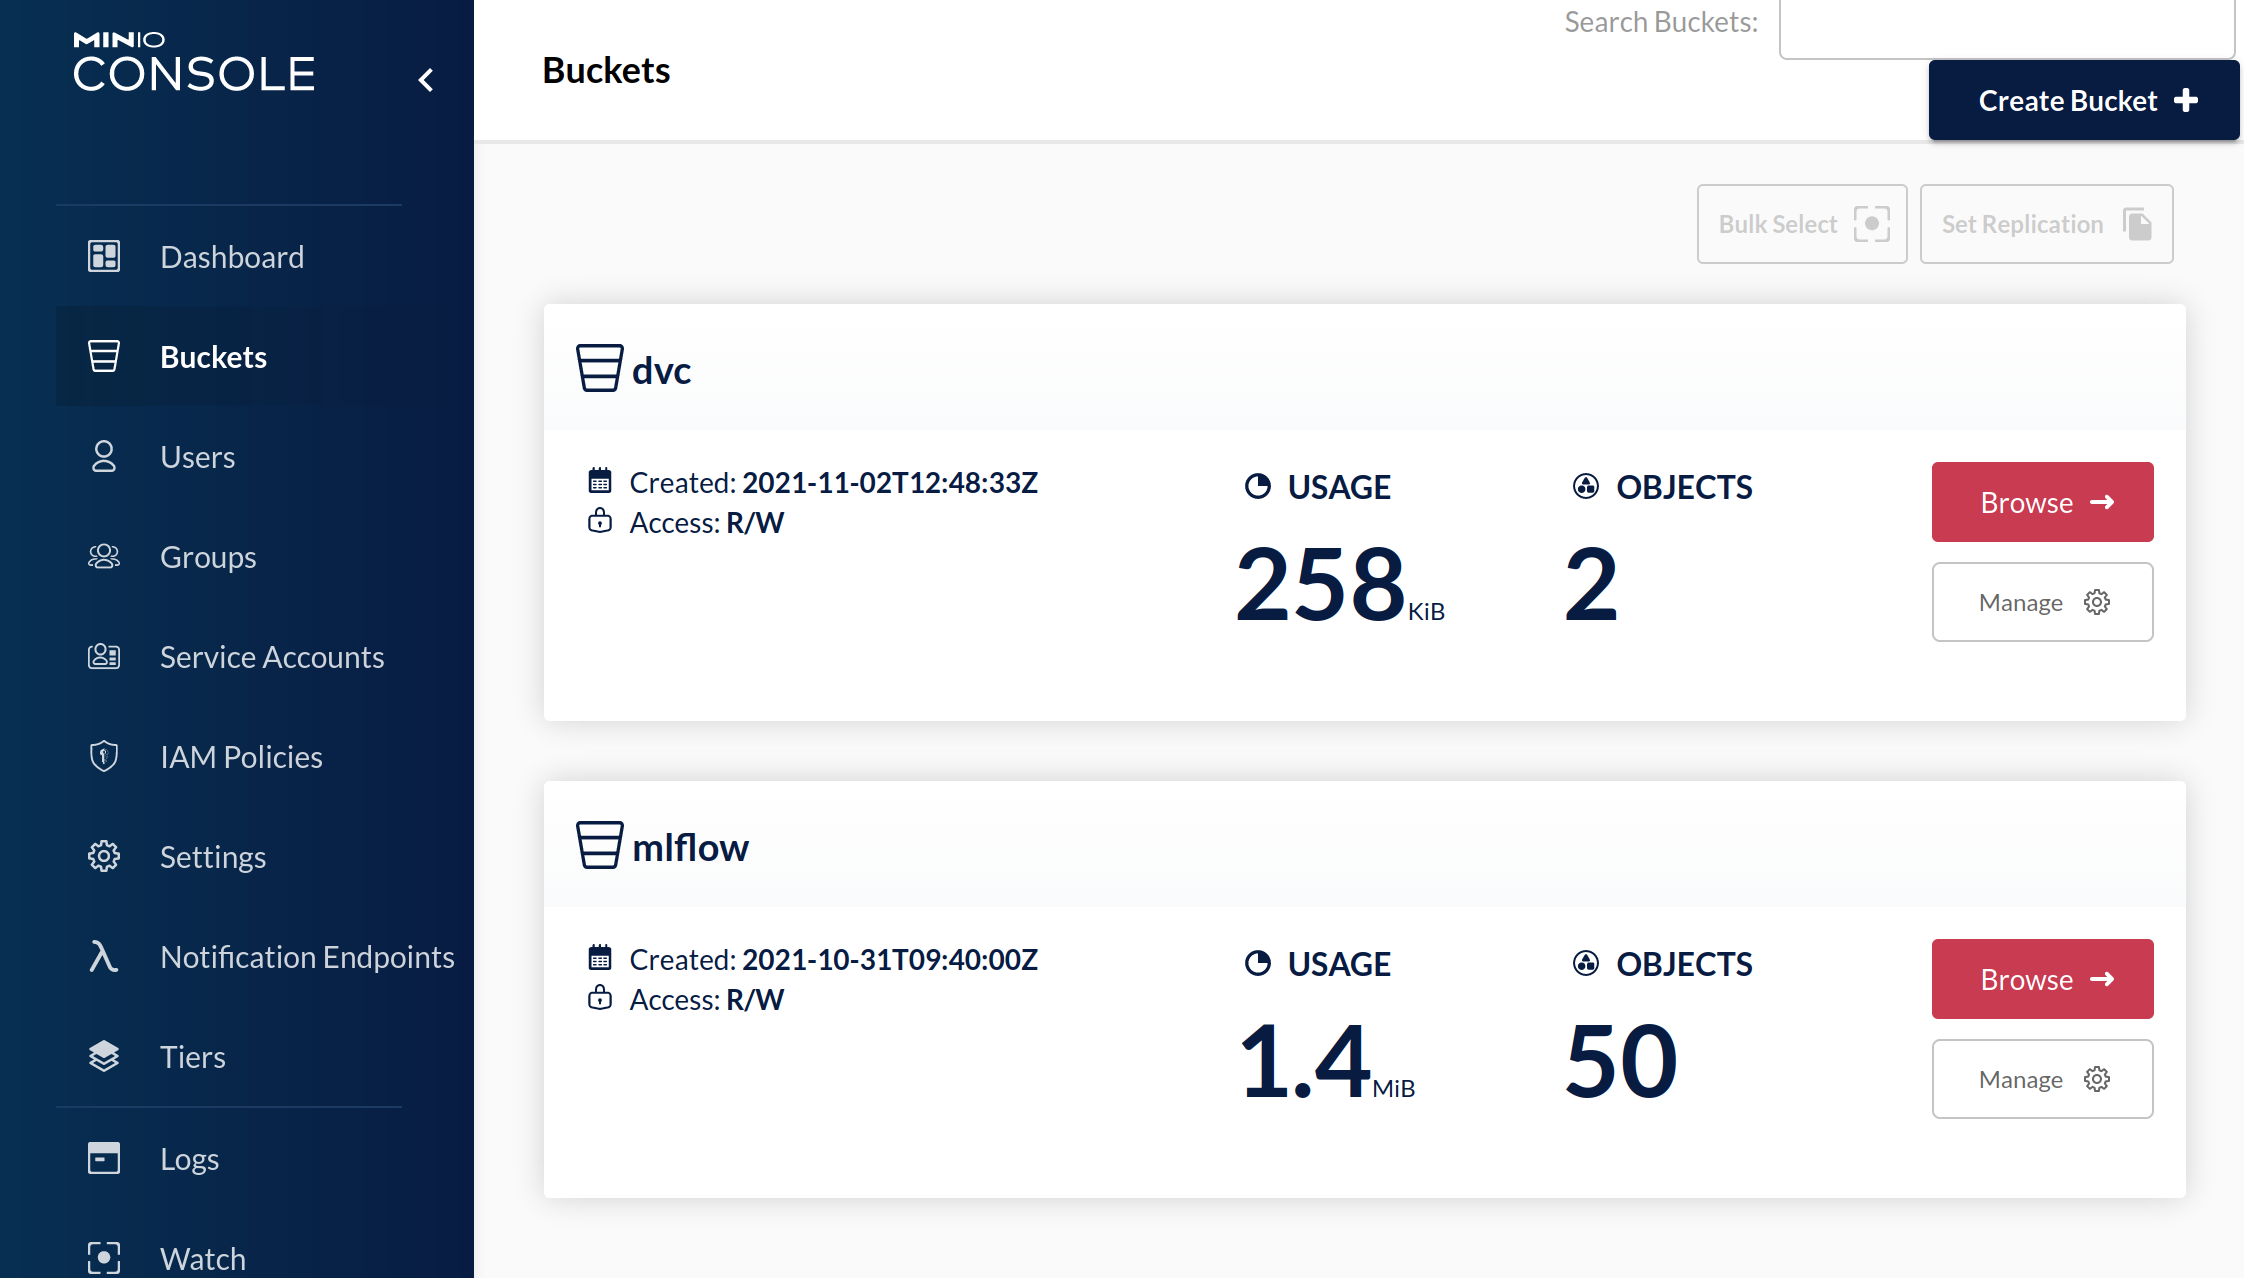 MINIO
CONSOLE
Dashboard
Buckets
Users
Groups
Service Accounts
IAM Policies
Settings
Notification Endpoints
Tiers
Logs
Watch
Buckets
Search Buckets:
Create Bucket
Bulk Select
Set Replication
dvc
Created: 2021-11-02T12:48:33Z
Access: R/W
USAGE
258 KiB
OBJECTS
2
Browse
Manage
mlflow
Created: 2021-10-31T09:40:00Z
Access: R/W
USAGE
1.4 MiB
OBJECTS
50
Browse
Manage